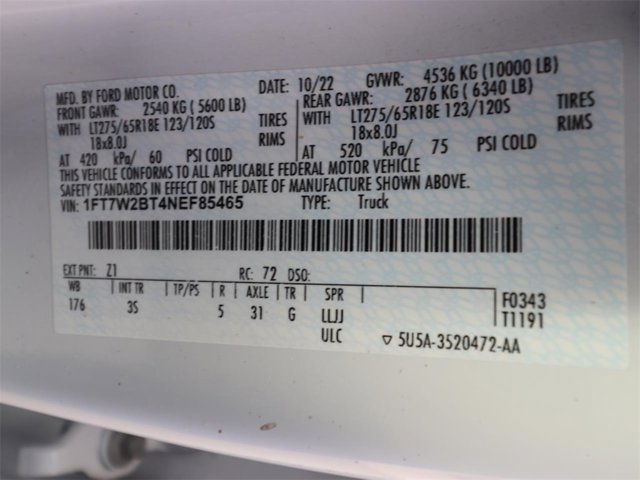 MFD. BY FORD MOTOR CO. DATE: 10/22 GVWR: 4536 KG (10000 LB)
FRONT GAWR: 2540 KG ( 5600 LB) REAR GAWR: 2876 KG ( 6340 LB)
WITH LT275/65R18E 123/120S TIRES WITH LT275/65R18E 123/120S TIRES
18x8.0J RIMS 18x8.0J RIMS
AT 420 kPa/ 60 PSI COLD AT 520 kPa/ 75 PSI COLD
THIS VEHICLE CONFORMS TO ALL APPLICABLE FEDERAL MOTOR VEHICLE
SAFETY STANDARDS IN EFFECT ON THE DATE OF MANUFACTURE SHOWN ABOVE.
VIN: 1FT7W2BT4NEF85465 TYPE: Truck
EXT PNT: Z1 RC: 72 DSO:
WB INT TR TP/PS R AXLE TR SPR F0343
176 3S 5 31 G LLJJ T1191
ULC 5U5A-3520472-AA